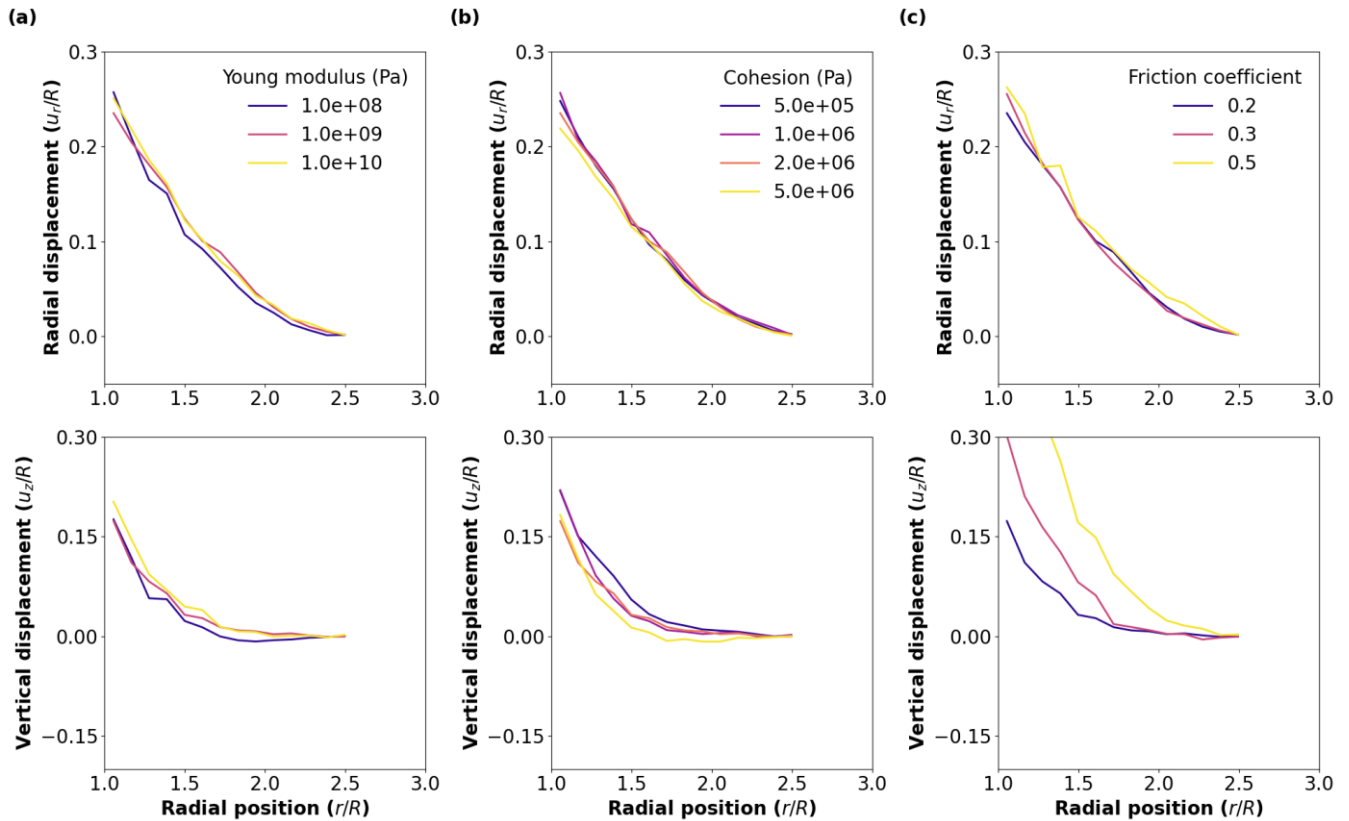 (a)
(b)
(c)
0.3
0.2
0.1
0.0
Radial displacement (u_r/R)
Young modulus (Pa)
1.0e+08
1.0e+09
1.0e+10
1.0 1.5 2.0 2.5 3.0
0.3
0.2
0.1
0.0
Radial displacement (u_r/R)
Cohesion (Pa)
5.0e+05
1.0e+06
2.0e+06
5.0e+06
1.0 1.5 2.0 2.5 3.0
0.3
0.2
0.1
0.0
Radial displacement (u_r/R)
Friction coefficient
0.2
0.3
0.5
1.0 1.5 2.0 2.5 3.0
0.30
0.15
0.00
−0.15
Vertical displacement (u_z/R)
1.0 1.5 2.0 2.5 3.0
Radial position (r/R)
0.30
0.15
0.00
−0.15
Vertical displacement (u_z/R)
1.0 1.5 2.0 2.5 3.0
Radial position (r/R)
0.30
0.15
0.00
−0.15
Vertical displacement (u_z/R)
1.0 1.5 2.0 2.5 3.0
Radial position (r/R)